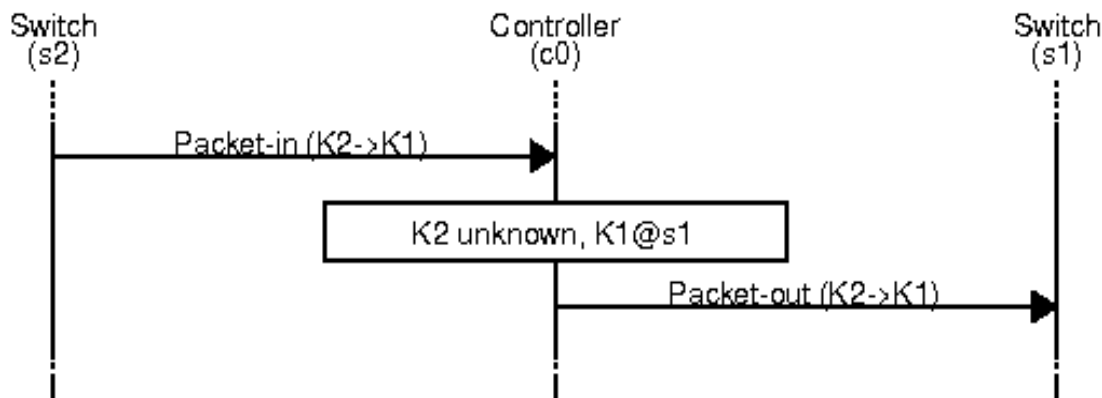 Switch
(s2)
Controller
(c0)
Switch
(s1)
Packet-in (K2->K1)
K2 unknown, K1@s1
Packet-out (K2->K1)